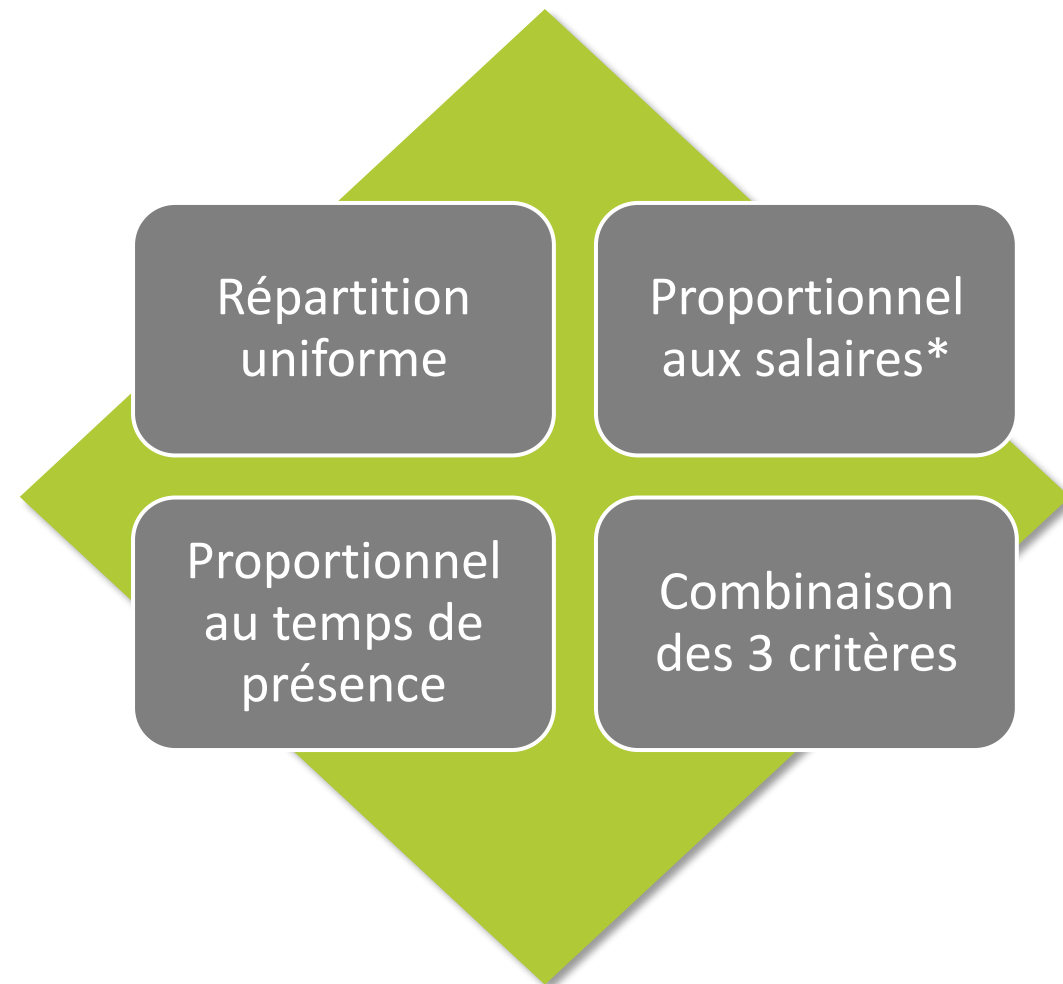 Répartition
uniforme
Proportionnel
aux salaires*
Proportionnel
au temps de
présence
Combinaison
des 3 critères